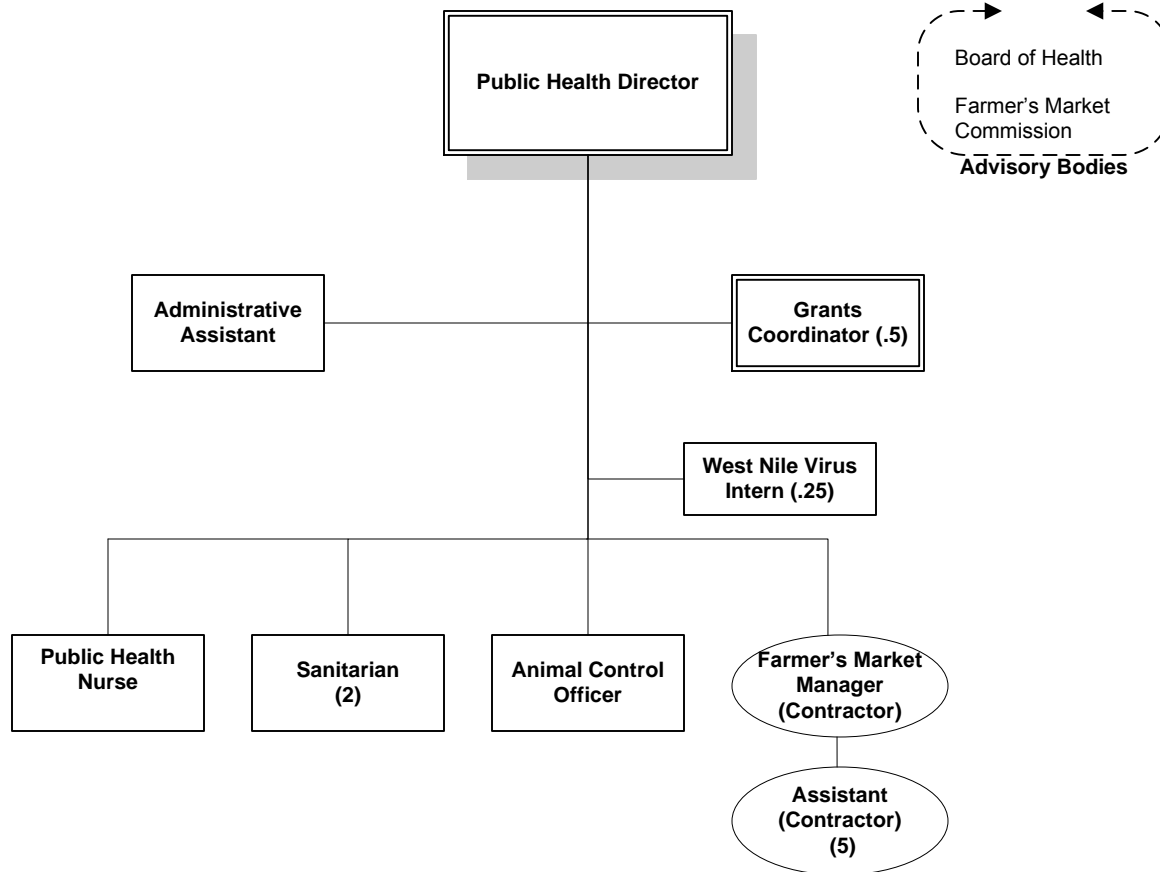 Public Health Director
Board of Health
Farmer’s Market
Commission
Advisory Bodies
Administrative
Assistant
Grants
Coordinator (.5)
West Nile Virus
Intern (.25)
Public Health
Nurse
Sanitarian
(2)
Animal Control
Officer
Farmer’s Market
Manager
(Contractor)
Assistant
(Contractor)
(5)